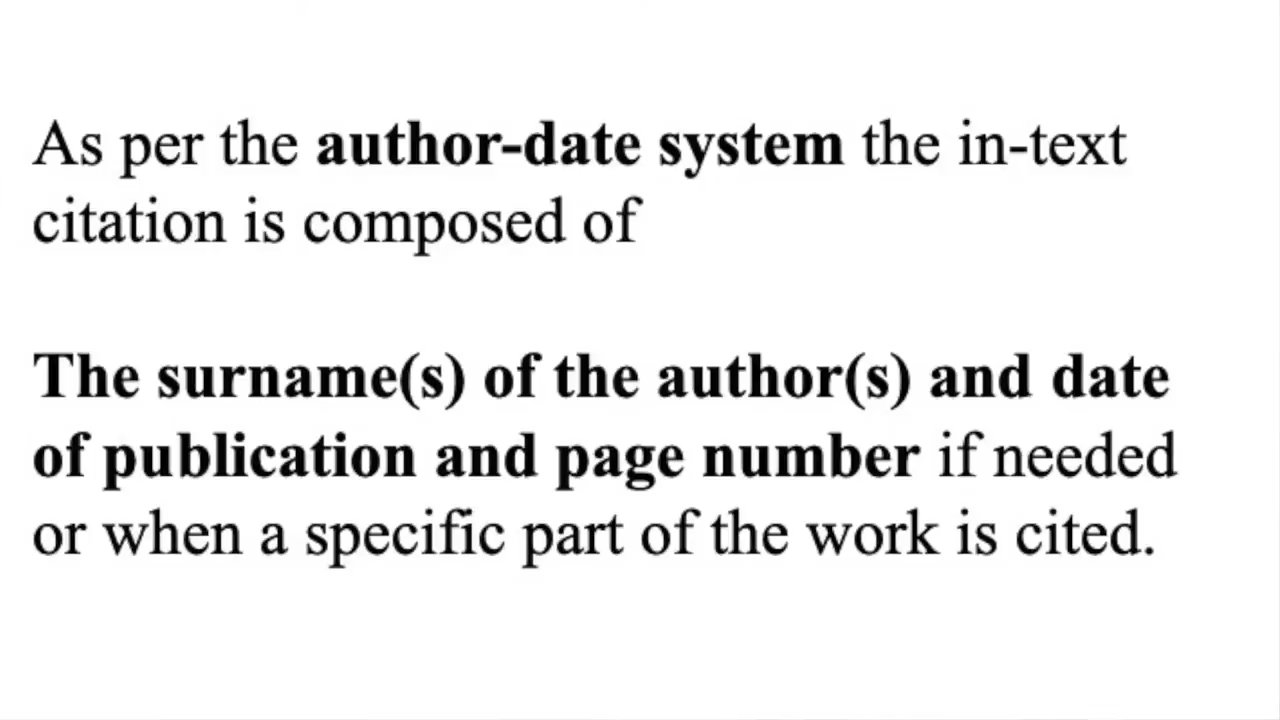 As per the author-date system the in-text
citation is composed of
The surname(s) of the author(s) and date
of publication and page number if needed
or when a specific part of the work is cited.